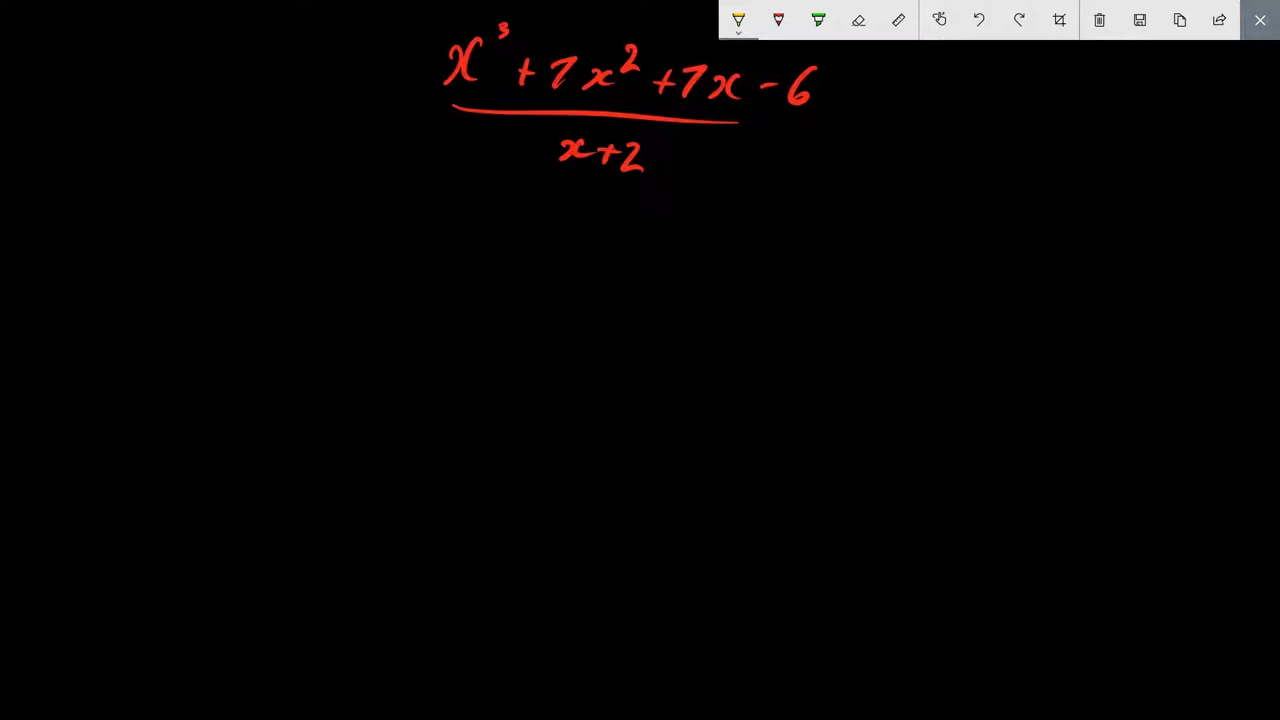 x³ + 7x² + 7x - 6
x+2